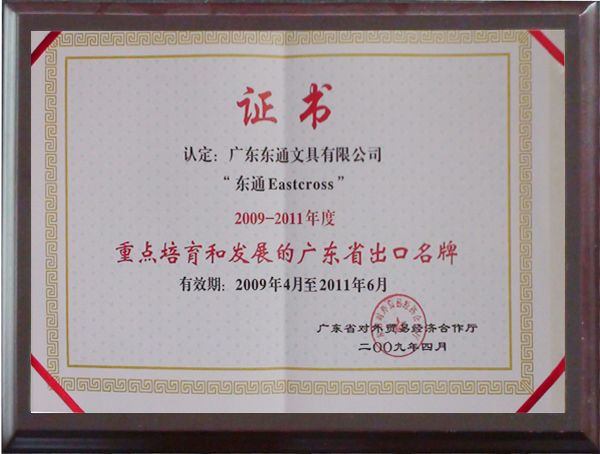 证书
认定：广东东通文具有限公司
“东通Eastcross”
2009-2011年度
重点培育和发展的广东省出口名牌
有效期：2009年4月至2011年6月
广东省对外贸易经济合作厅
二〇〇九年四月